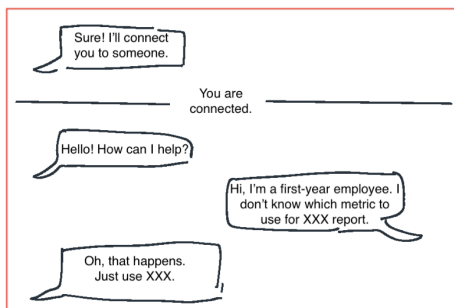 Sure! I'll connect
you to someone.
You are
connected.
Hello! How can I help?
Hi, I'm a first-year employee. I
don't know which metric to
use for XXX report.
Oh, that happens.
Just use XXX.